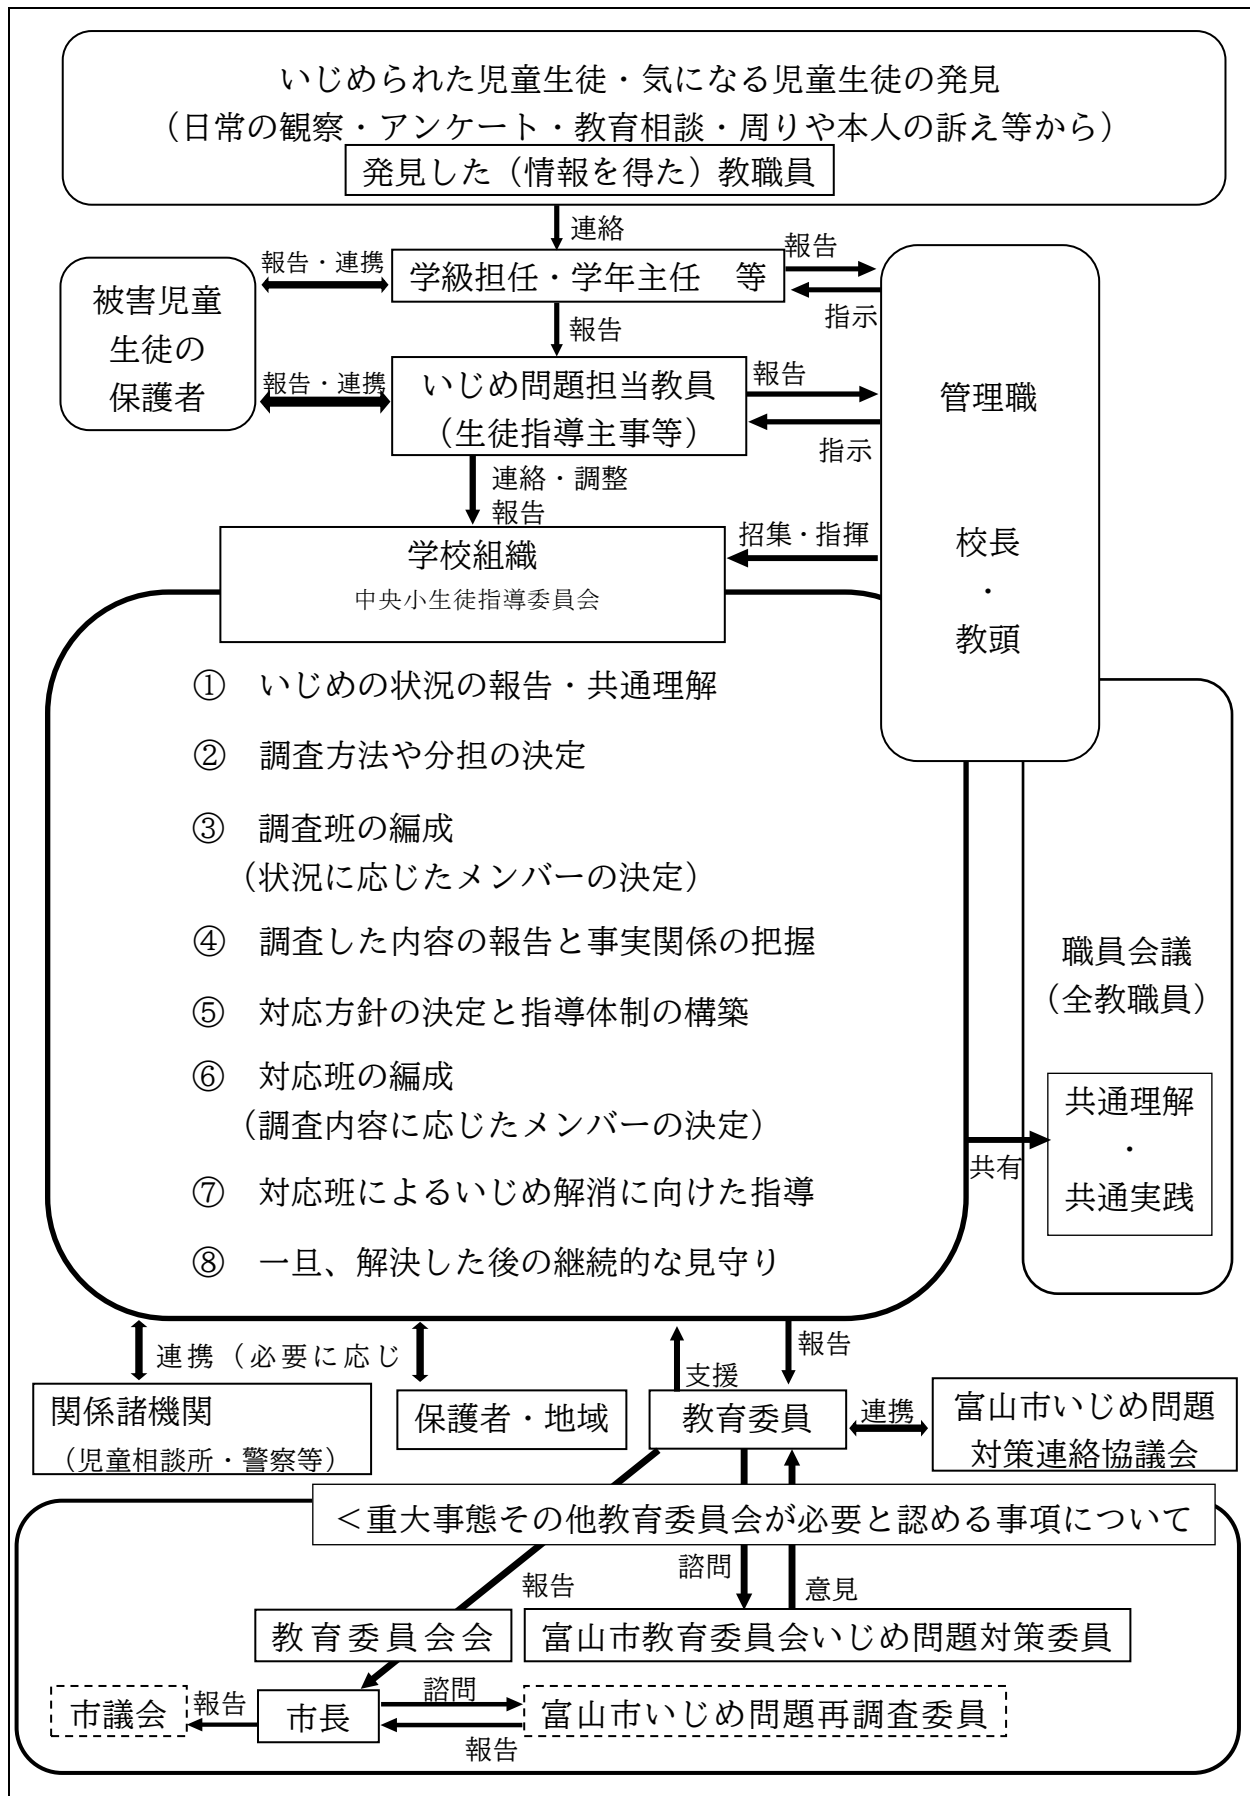 いじめられた児童生徒・気になる児童生徒の発見
（日常の観察・アンケート・教育相談・周りや本人の訴え等から）
発見した（情報を得た）教職員
連絡
報告・連携
学級担任・学年主任　等
報告
指示
被害児童
生徒の
保護者
報告
報告・連携
いじめ問題担当教員
（生徒指導主事等）
報告
指示
管理職
校長
・
教頭
連絡・調整
報告
招集・指揮
学校組織
中央小生徒指導委員会
①　いじめの状況の報告・共通理解
②　調査方法や分担の決定
③　調査班の編成
（状況に応じたメンバーの決定）
④　調査した内容の報告と事実関係の把握
⑤　対応方針の決定と指導体制の構築
⑥　対応班の編成
（調査内容に応じたメンバーの決定）
⑦　対応班によるいじめ解消に向けた指導
⑧　一旦、解決した後の継続的な見守り
職員会議
（全教職員）
共有
共通理解
・
共通実践
連携（必要に応じ
支援
報告
関係諸機関
（児童相談所・警察等）
保護者・地域
教育委員
連携
富山市いじめ問題
対策連絡協議会
＜重大事態その他教育委員会が必要と認める事項について
報告
諮問
意見
教育委員会会
富山市教育委員会いじめ問題対策委員
市議会
報告
市長
諮問
報告
富山市いじめ問題再調査委員